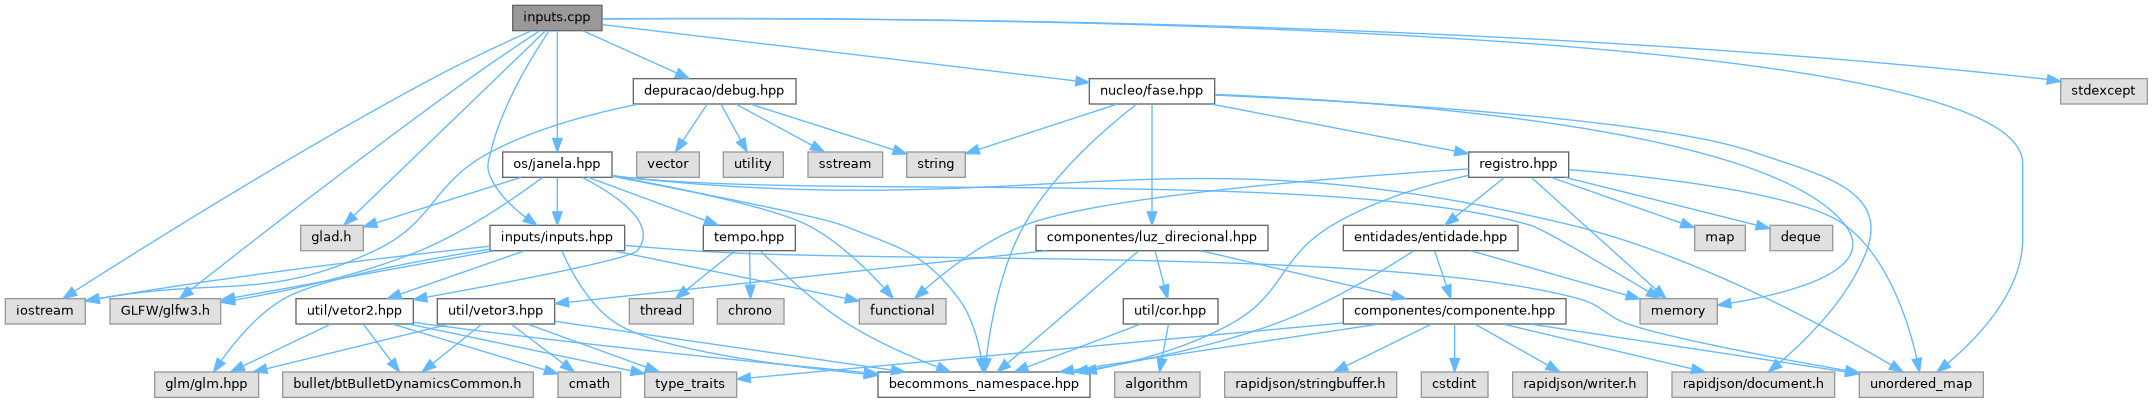 inputs.cpp
depuracao/debug.hpp
nucleo/fase.hpp
stdexcept
os/janela.hpp
vector
utility
sstream
string
registro.hpp
glad.h
inputs/inputs.hpp
tempo.hpp
componentes/luz_direcional.hpp
entidades/entidade.hpp
map
deque
iostream
GLFW/glfw3.h
util/vetor2.hpp
util/vetor3.hpp
thread
chrono
functional
util/cor.hpp
componentes/componente.hpp
memory
glm/glm.hpp
bullet/btBulletDynamicsCommon.h
cmath
type_traits
becommons_namespace.hpp
algorithm
rapidjson/stringbuffer.h
cstdint
rapidjson/writer.h
rapidjson/document.h
unordered_map